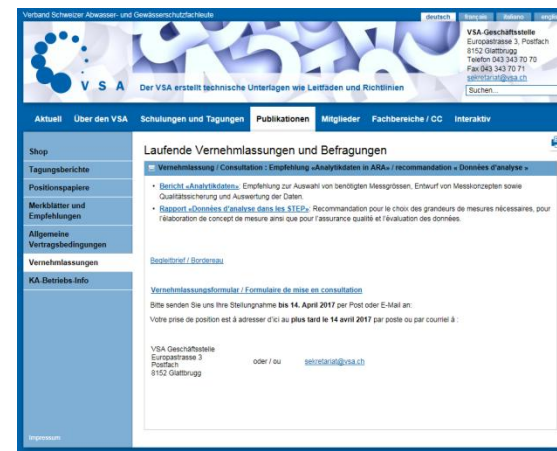 Verband Schweizer Abwasser- und Gewässerschutzfachleute
deutsch français italiano
VSA-Geschäftsstelle
Europastrasse 3, Postfach
8152 Glattbrugg
Telefon 043 343 70 70
Fax 043 343 70 71
sekretariat@vsa.ch
Suchen...
VSA
Der VSA erstellt technische Unterlagen wie Leitfäden und Richtlinien
Aktuell Über den VSA Schulungen und Tagungen Publikationen Mitglieder Fachbereiche / CC Interaktiv
Shop
Tagungsberichte
Positionspapiere
Merkblätter und
Empfehlungen
Allgemeine
Vertragsbedingungen
Vernehmlassungen
KA-Betriebs-Info
Impressum
Laufende Vernehmlassungen und Befragungen
Vernehmlassung / Consultation : Empfehlung «Analytikdaten in ARA» / recommandation « Données d'analyse »
• Bericht «Analytikdaten»: Empfehlung zur Auswahl von benötigten Messgrössen, Entwurf von Messkonzepten sowie
Qualitätssicherung und Auswertung der Daten.
• Rapport «Données d'analyse dans les STEP»: Recommandation pour le choix des grandeurs de mesures nécessaires, pour
l'élaboration de concept de mesure ainsi que pour l'assurance qualité et l'évaluation des données.
Begleitbrief / Bordereau
Vernehmlassungsformular / Formulaire de mise en consultation
Bitte senden Sie uns Ihre Stellungnahme bis 14. April 2017 per Post oder E-Mail an:
Votre prise de position est à adresser d'ici au plus tard le 14 avril 2017 par poste ou par courriel à :
VSA Geschäftsstelle
Europastrasse 3
Postfach
8152 Glattbrugg
oder / ou sekretariat@vsa.ch